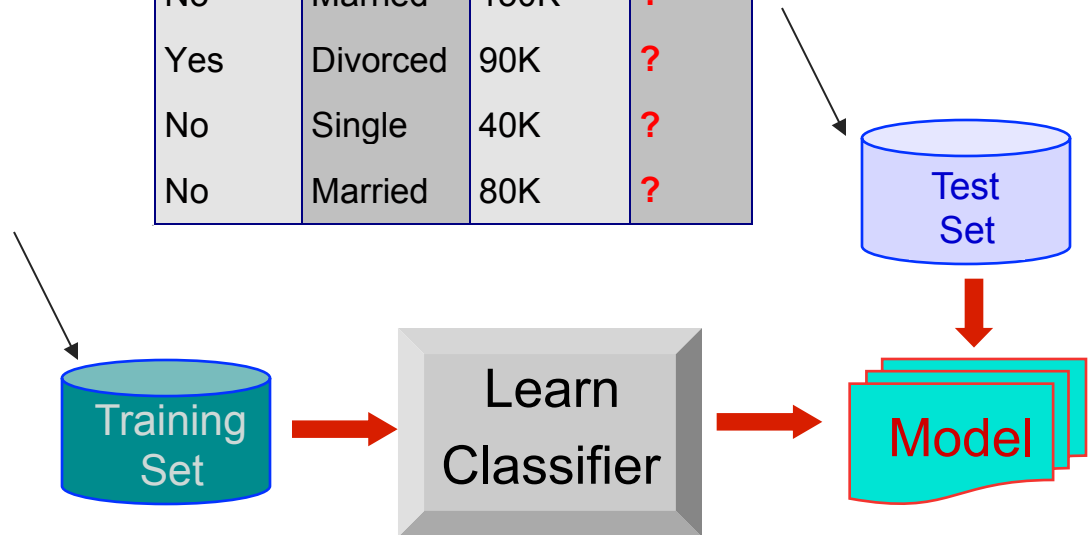 Yes Divorced 90K ?
No Single 40K ?
No Married 80K ?
Test
Set
Training
Set
Learn
Classifier
Model